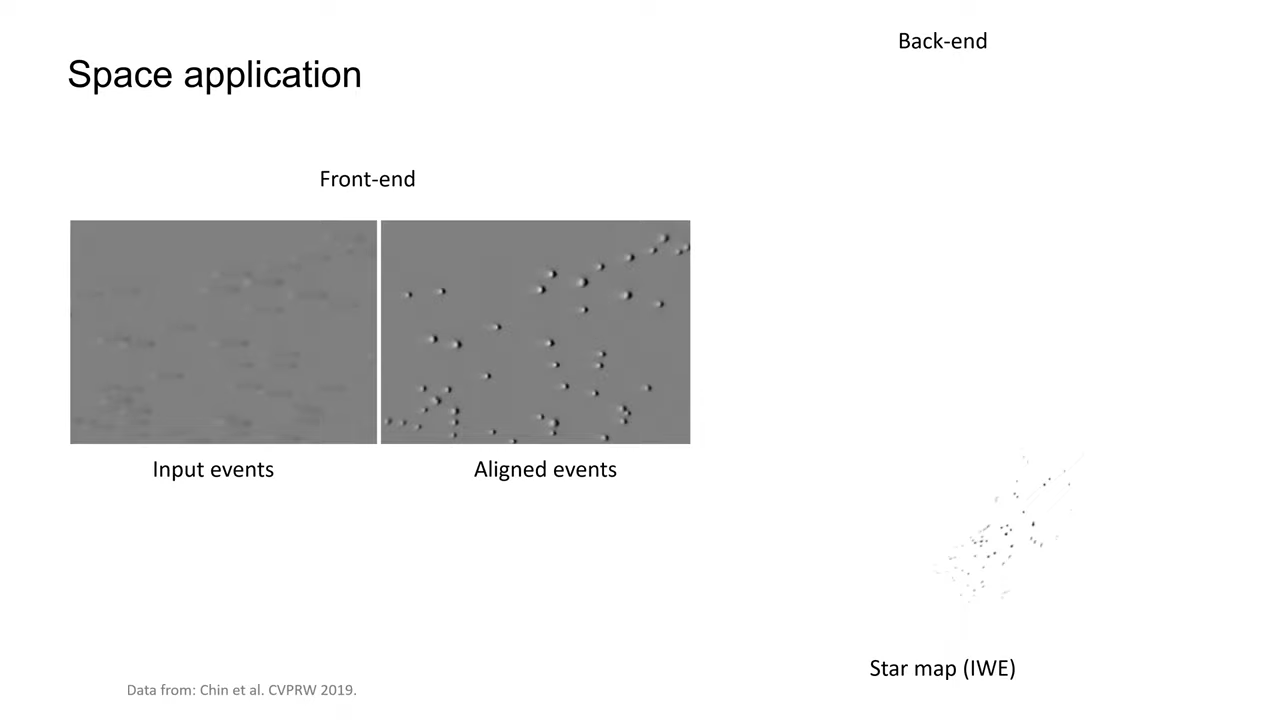 Back-end
Space application
Front-end
Input events
Aligned events
Star map (IWE)
Data from: Chin et al. CVPRW 2019.